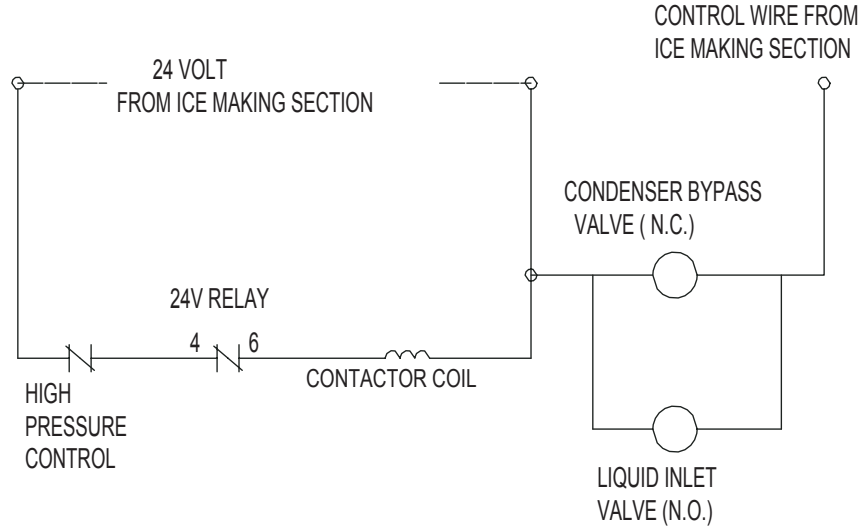 CONTROL WIRE FROM
ICE MAKING SECTION
24 VOLT
FROM ICE MAKING SECTION
CONDENSER BYPASS
VALVE ( N.C.)
24V RELAY
4 6
CONTACTOR COIL
HIGH
PRESSURE
CONTROL
LIQUID INLET
VALVE (N.O.)